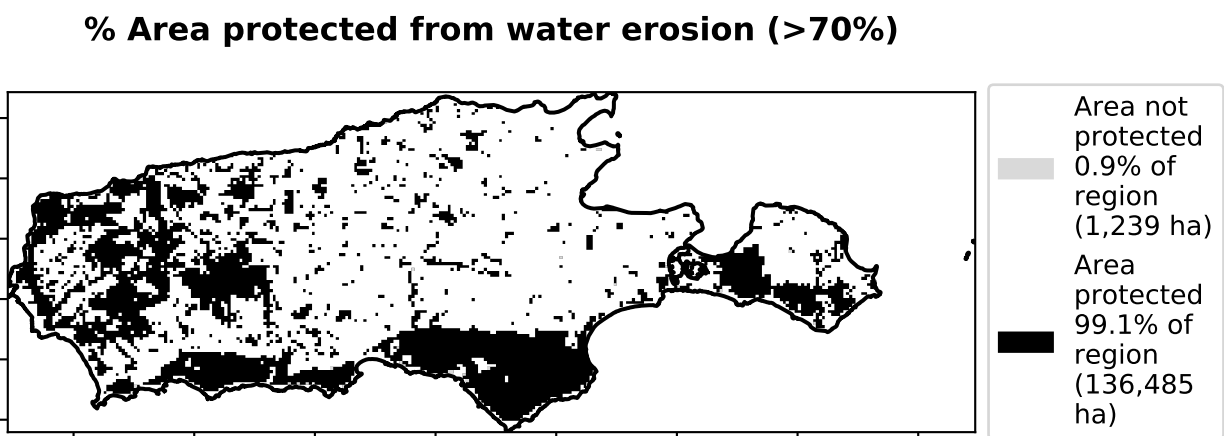 % Area protected from water erosion (>70%)
Area not
protected
0.9% of
region
(1,239 ha)
Area
protected
99.1% of
region
(136,485
ha)